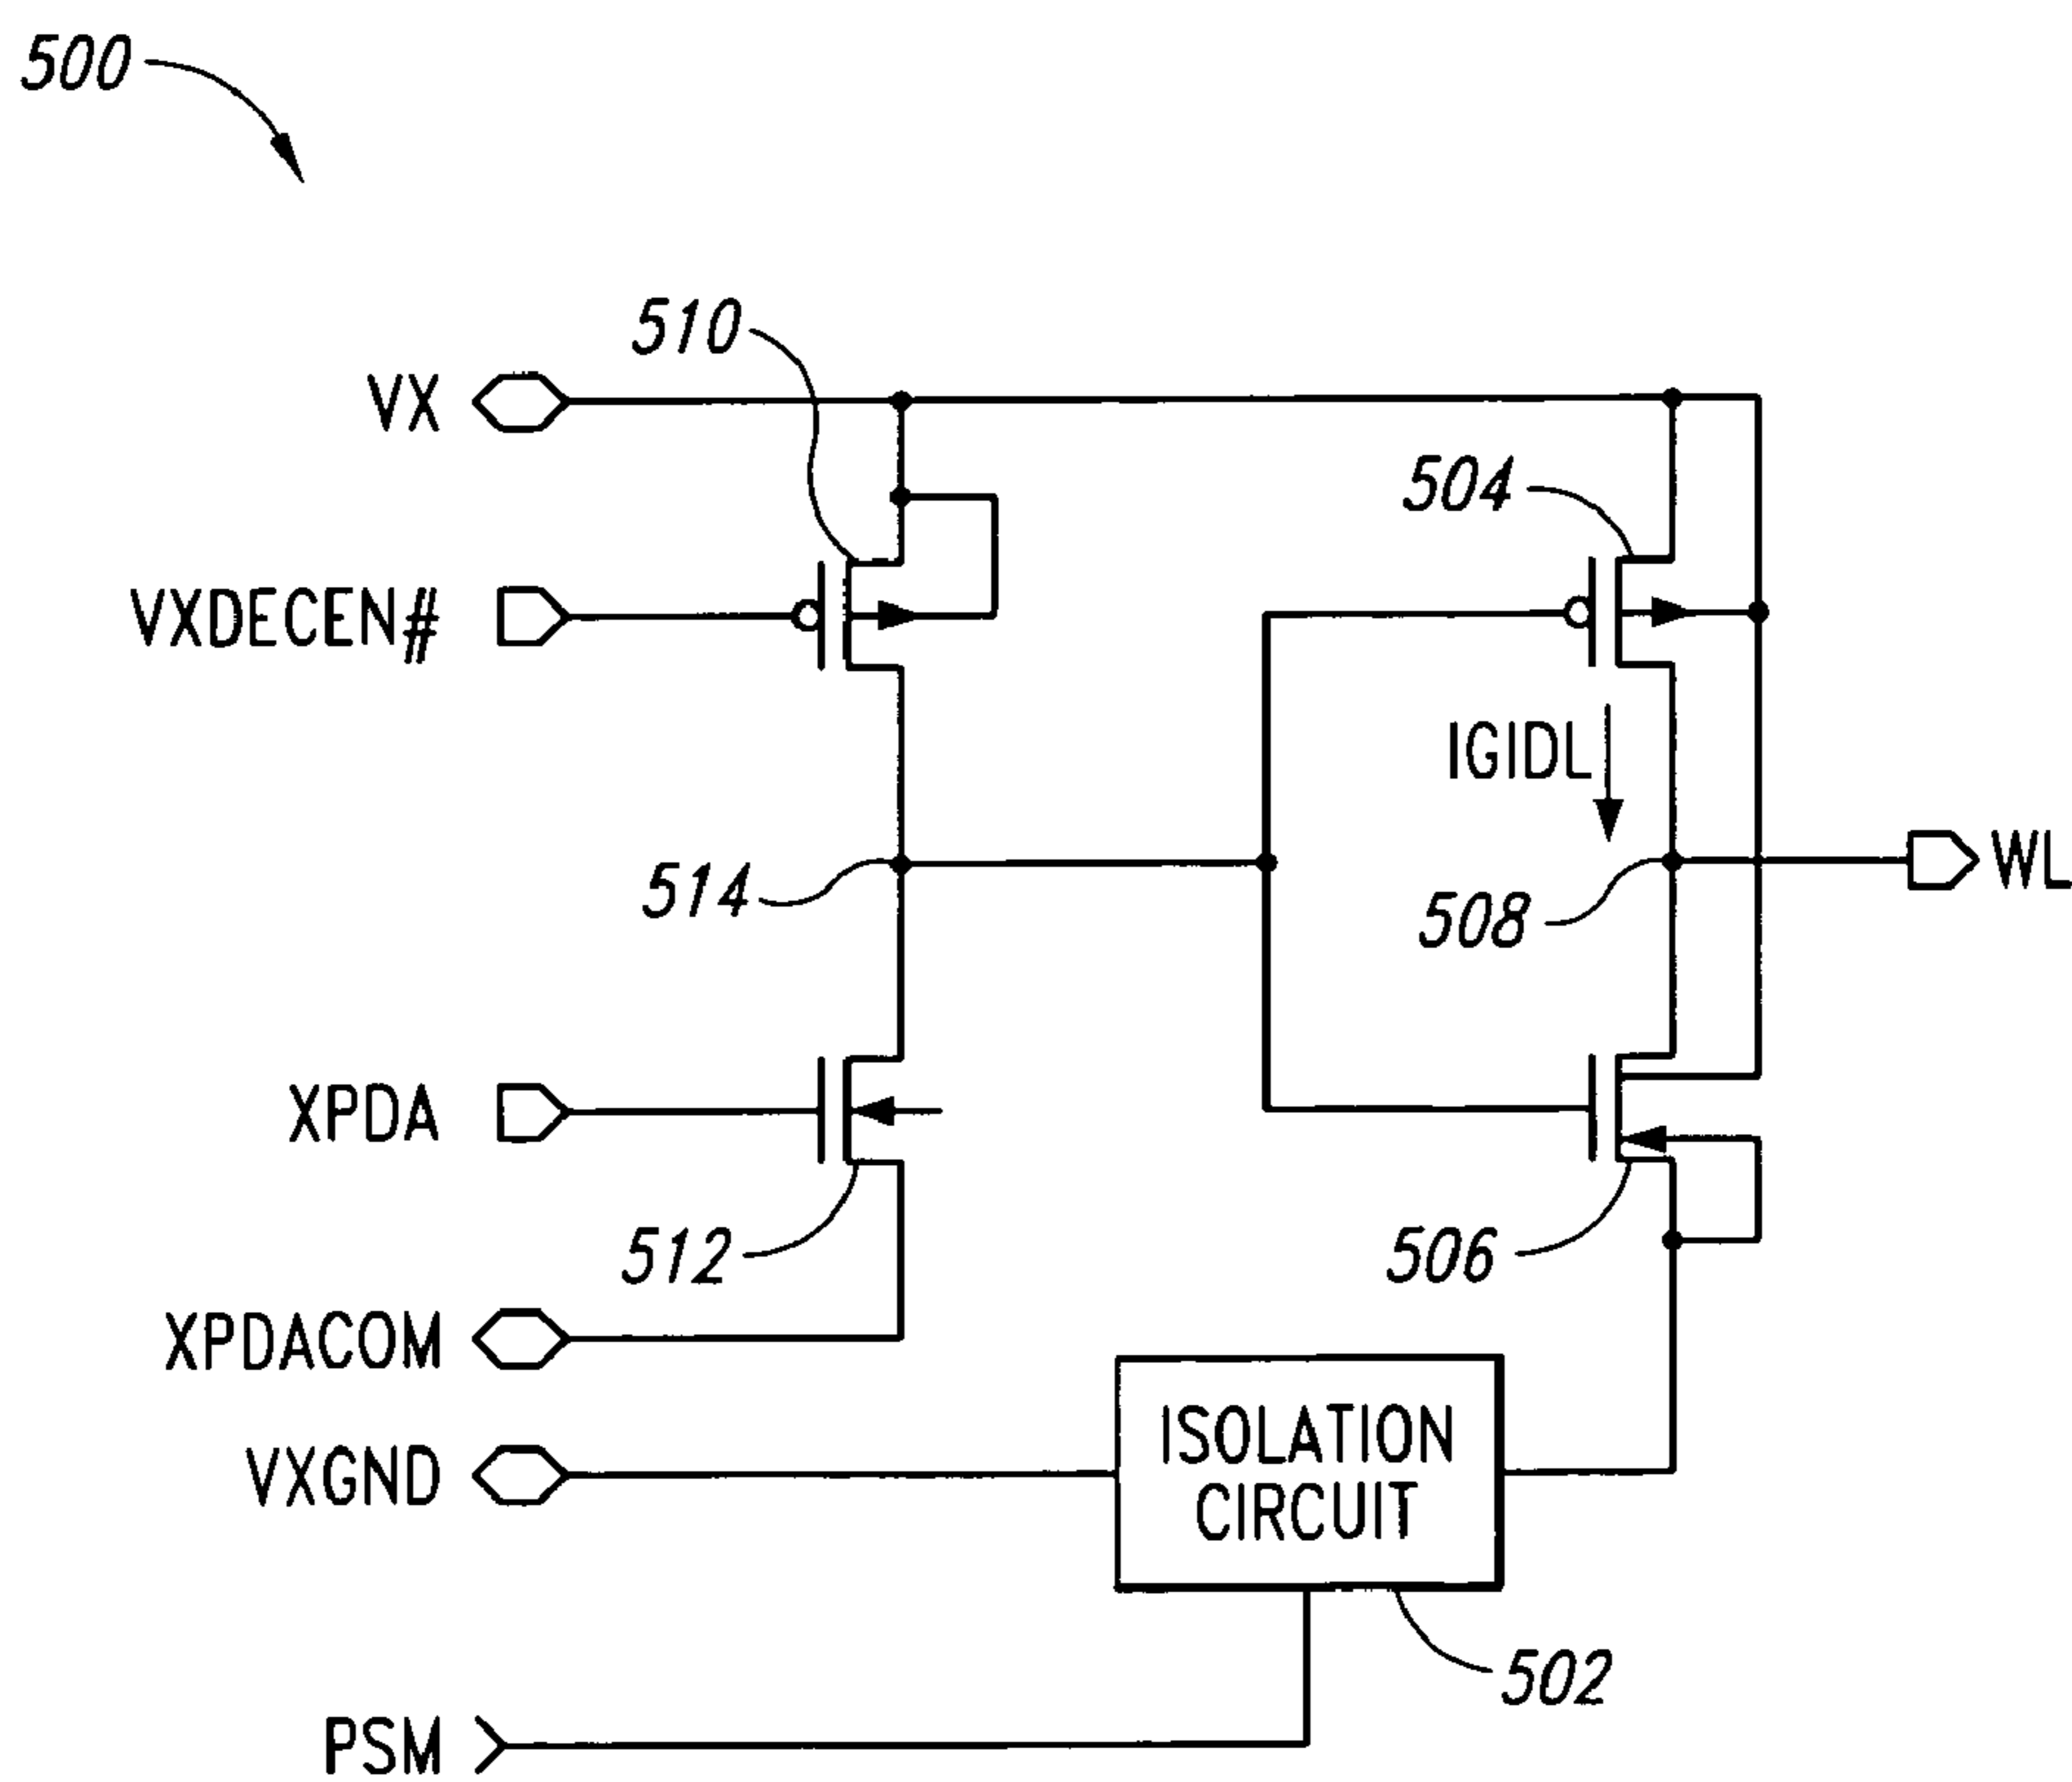 500
510
VX
504
VXDECEN#
IGIDL
514
508
WL
XPDA
512
506
XPDACOM
ISOLATION
CIRCUIT
VXGND
502
PSM